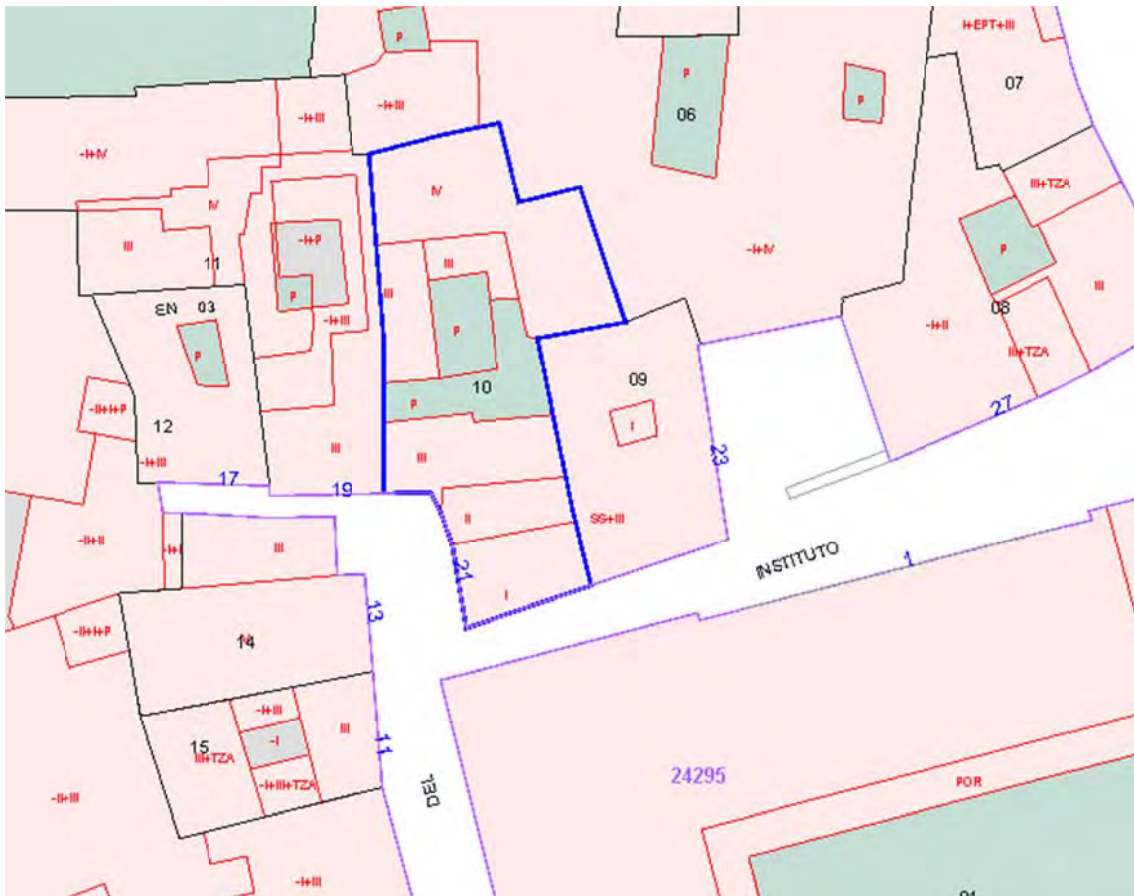 P
I+EPT+III
P
P
07
-I+III
-I+III
06
-I+IV
III+TZA
IV
IV
-I+P
P
III
-I+IV
III
11
III
III
EN 03
P
-I+III
08
-I+II
P
P
III+TZA
10
09
-II+I+P
P
27
12
I
III
III
23
-I+III
17
19
II
SS+III
-II+II
-I+I
III
INSTITUTO
1
21
I
13
-II+I+P
14
-I+III
15
III
-I
11
III+TZA
-I+III+TZA
DEL
24295
POR
-II+III
-I+III